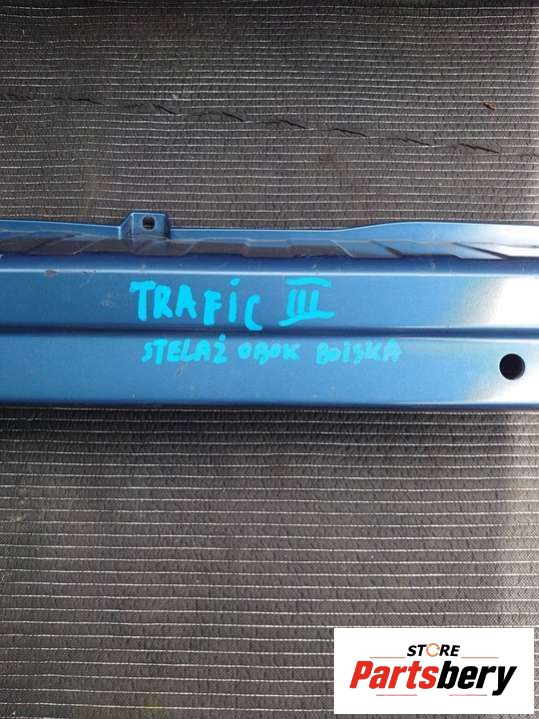 TRAFiC III
STELAŻ OBOK BOISKA
STORE
Partsbery